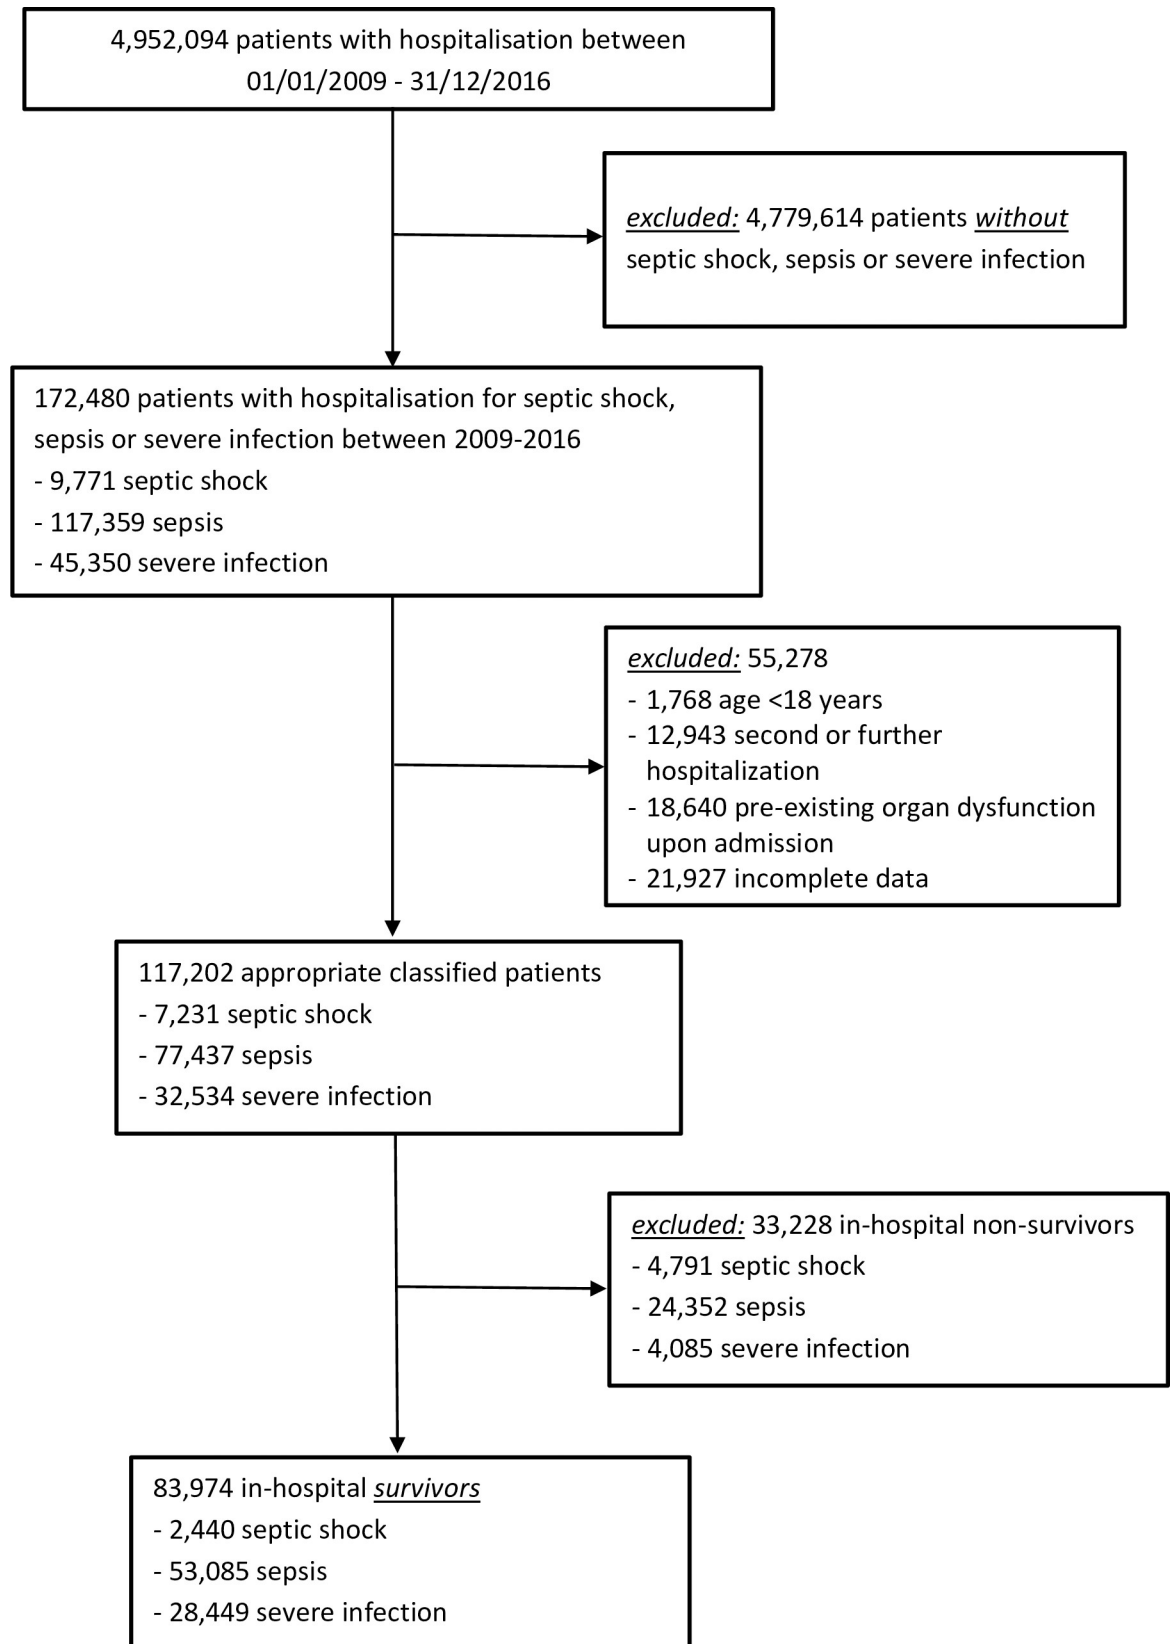 4,952,094 patients with hospitalisation between
01/01/2009 - 31/12/2016
excluded: 4,779,614 patients without
septic shock, sepsis or severe infection
172,480 patients with hospitalisation for septic shock,
sepsis or severe infection between 2009-2016
- 9,771 septic shock
- 117,359 sepsis
- 45,350 severe infection
excluded: 55,278
- 1,768 age <18 years
- 12,943 second or further
hospitalization
- 18,640 pre-existing organ dysfunction
upon admission
- 21,927 incomplete data
117,202 appropriate classified patients
- 7,231 septic shock
- 77,437 sepsis
- 32,534 severe infection
excluded: 33,228 in-hospital non-survivors
- 4,791 septic shock
- 24,352 sepsis
- 4,085 severe infection
83,974 in-hospital survivors
- 2,440 septic shock
- 53,085 sepsis
- 28,449 severe infection